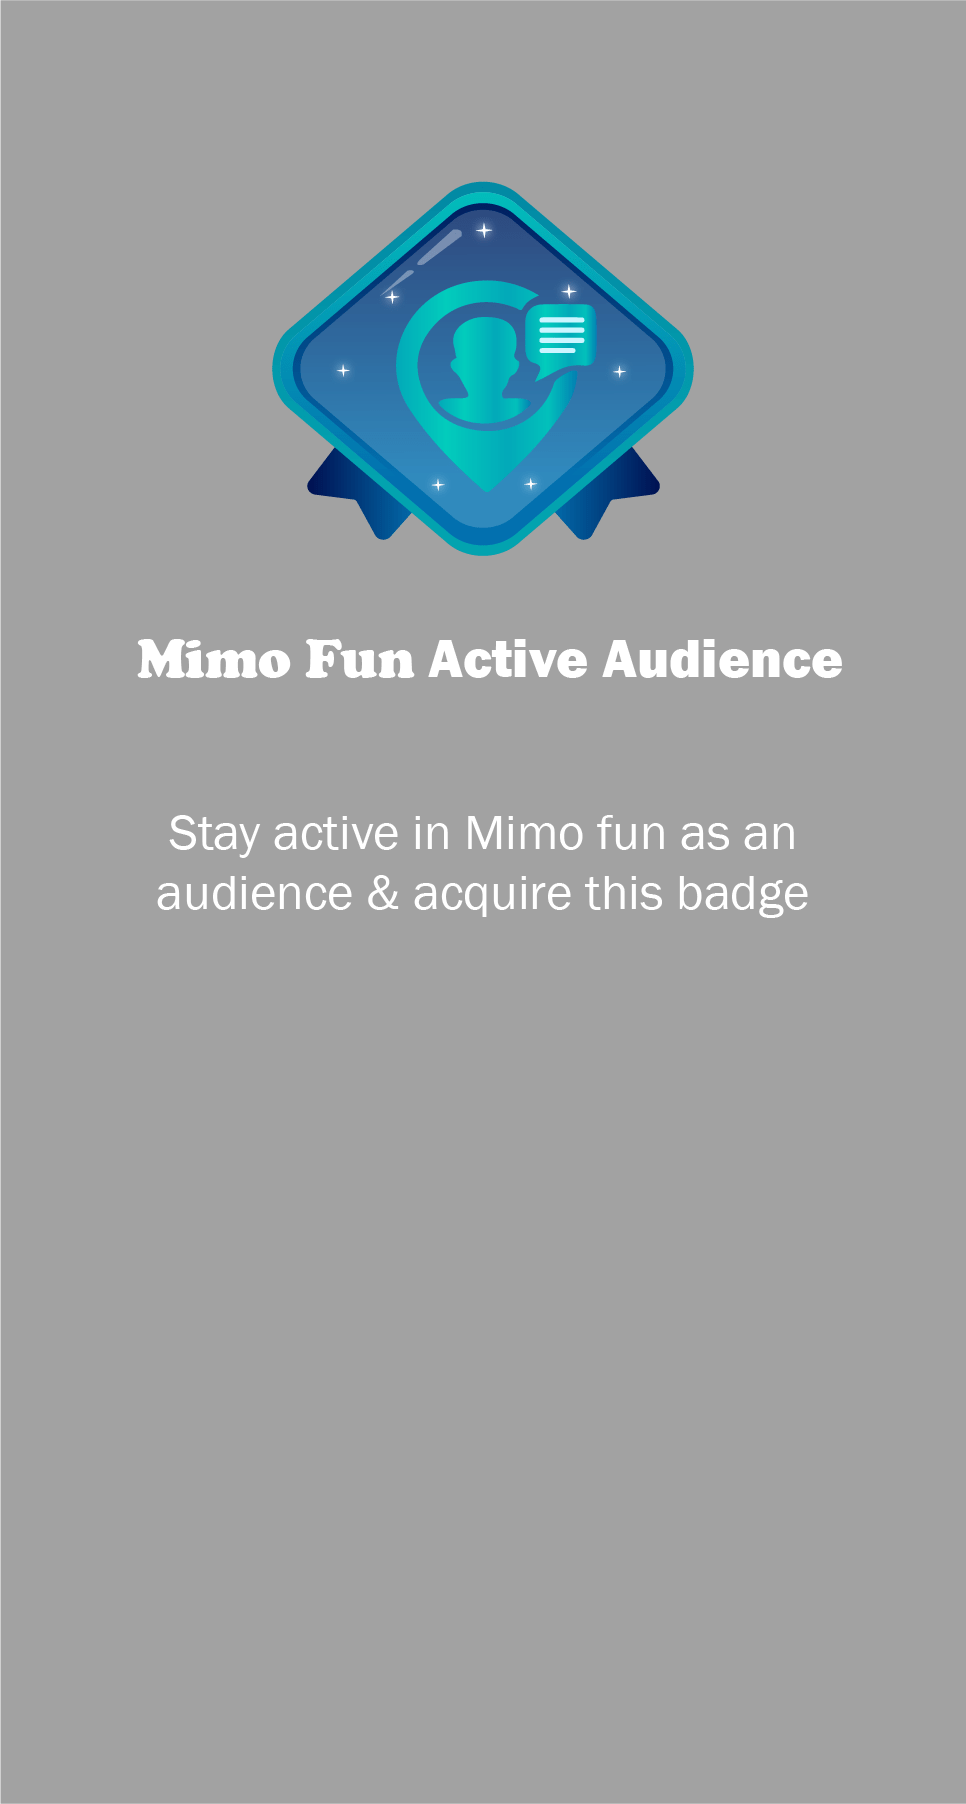 Mimo Fun Active Audience
Stay active in Mimo fun as an
audience & acquire this badge